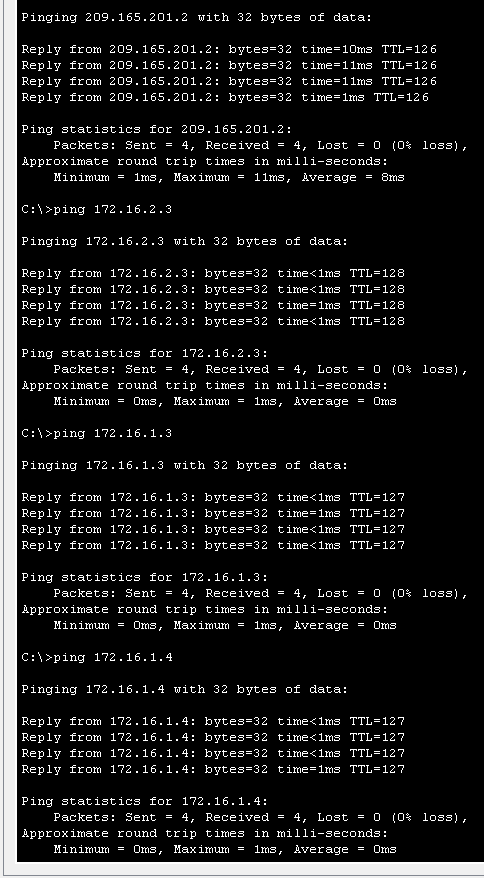 Pinging 209.165.201.2 with 32 bytes of data:
Reply from 209.165.201.2: bytes=32 time=10ms TTL=126
Reply from 209.165.201.2: bytes=32 time=11ms TTL=126
Reply from 209.165.201.2: bytes=32 time=11ms TTL=126
Reply from 209.165.201.2: bytes=32 time=1ms TTL=126
Ping statistics for 209.165.201.2:
Packets: Sent = 4, Received = 4, Lost = 0 (0% loss),
Approximate round trip times in milli-seconds:
Minimum = 1ms, Maximum = 11ms, Average = 8ms
C:\>ping 172.16.2.3
Pinging 172.16.2.3 with 32 bytes of data:
Reply from 172.16.2.3: bytes=32 time<1ms TTL=128
Reply from 172.16.2.3: bytes=32 time<1ms TTL=128
Reply from 172.16.2.3: bytes=32 time=1ms TTL=128
Reply from 172.16.2.3: bytes=32 time<1ms TTL=128
Ping statistics for 172.16.2.3:
Packets: Sent = 4, Received = 4, Lost = 0 (0% loss),
Approximate round trip times in milli-seconds:
Minimum = 0ms, Maximum = 1ms, Average = 0ms
C:\>ping 172.16.1.3
Pinging 172.16.1.3 with 32 bytes of data:
Reply from 172.16.1.3: bytes=32 time<1ms TTL=127
Reply from 172.16.1.3: bytes=32 time=1ms TTL=127
Reply from 172.16.1.3: bytes=32 time<1ms TTL=127
Reply from 172.16.1.3: bytes=32 time<1ms TTL=127
Ping statistics for 172.16.1.3:
Packets: Sent = 4, Received = 4, Lost = 0 (0% loss),
Approximate round trip times in milli-seconds:
Minimum = 0ms, Maximum = 1ms, Average = 0ms
C:\>ping 172.16.1.4
Pinging 172.16.1.4 with 32 bytes of data:
Reply from 172.16.1.4: bytes=32 time<1ms TTL=127
Reply from 172.16.1.4: bytes=32 time<1ms TTL=127
Reply from 172.16.1.4: bytes=32 time<1ms TTL=127
Reply from 172.16.1.4: bytes=32 time=1ms TTL=127
Ping statistics for 172.16.1.4:
Packets: Sent = 4, Received = 4, Lost = 0 (0% loss),
Approximate round trip times in milli-seconds:
Minimum = 0ms, Maximum = 1ms, Average = 0ms